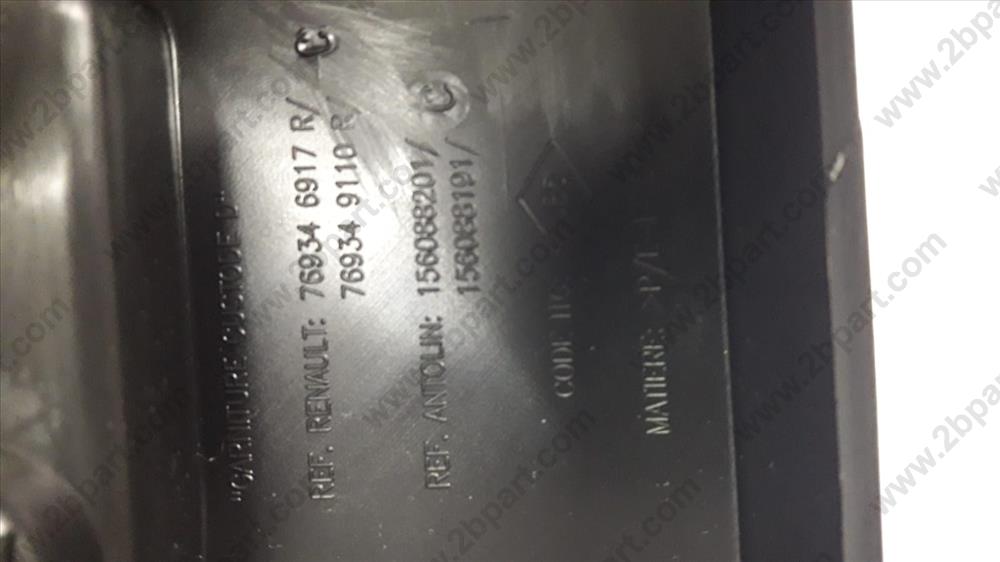 "GARNITURE CUSTODE D"
REF. RENAULT: 76934 6917 R/ C
76934 9110 R
REF. ANTOLIN: 156088201/ C
156088191/
CODE
MATIERE:
www.2bpart.com